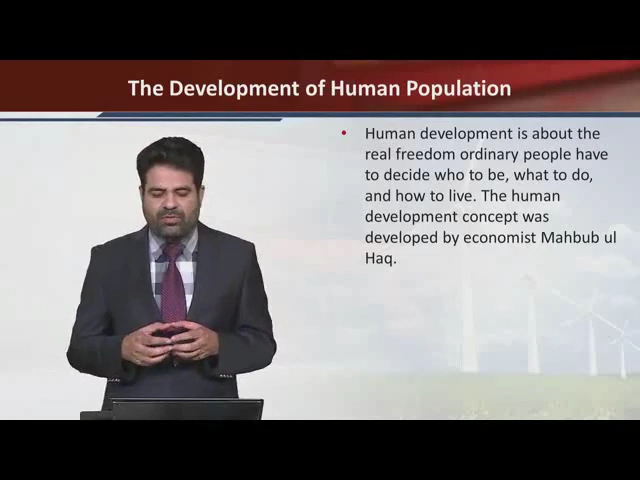 The Development of Human Population
• Human development is about the
real freedom ordinary people have
to decide who to be, what to do,
and how to live. The human
development concept was
developed by economist Mahbub ul
Haq.